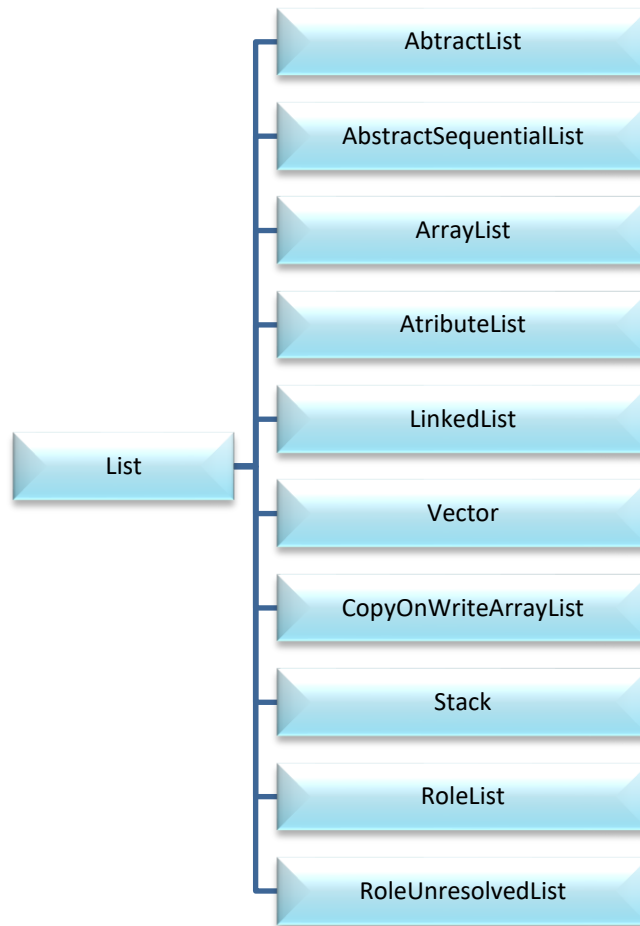 AbtractList
AbstractSequentialList
ArrayList
AtributeList
List
LinkedList
Vector
CopyOnWriteArrayList
Stack
RoleList
RoleUnresolvedList